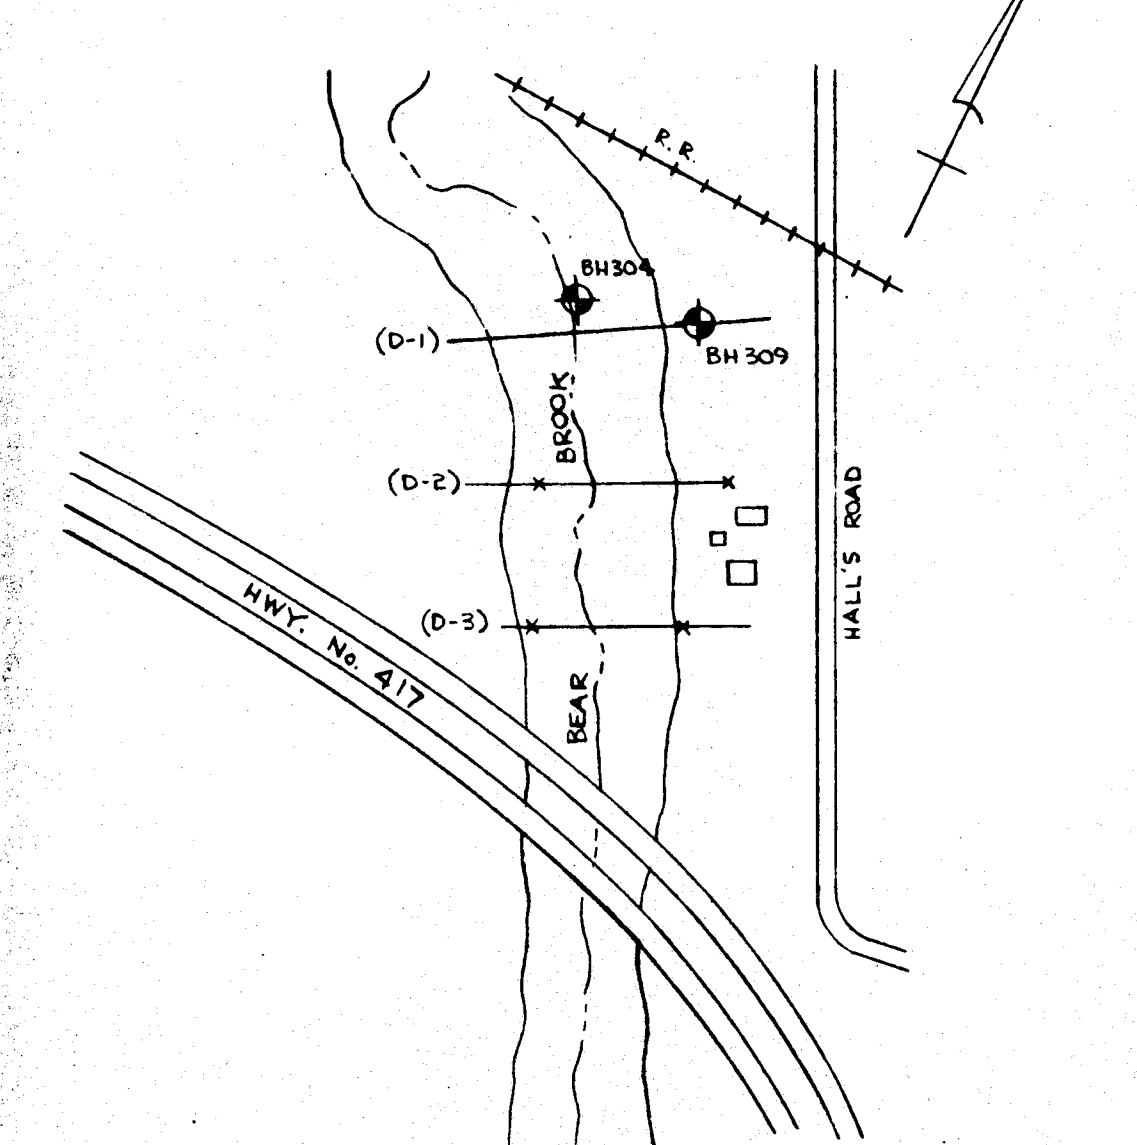 R. R.
BH304
(D-1)
BH309
BROOK
(D-2)
HALL'S ROAD
(D-3)
HWY. No. 417
BEAR